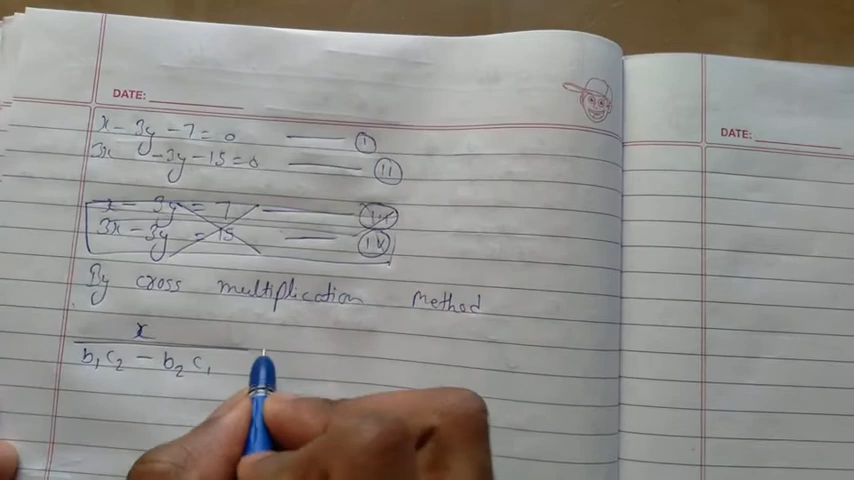 DATE:
x - 3y - 7 = 0 —— (I)
3x - 3y - 15 = 0 —— (II)
x - 3y = 7 ——
3x - 3y = 15 —— (IV)
By cross multiplication Method
x
b₁c₂ - b₂c₁
DATE: